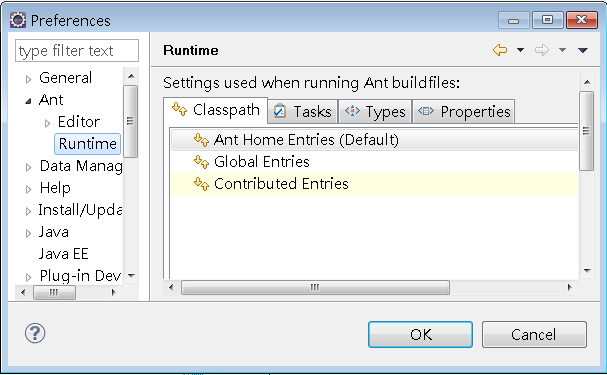 Preferences
type filter text
General
Ant
Editor
Runtime
Data Manag
Help
Install/Upda
Java
Java EE
Plug-in Dev
Runtime
Settings used when running Ant buildfiles:
Classpath Tasks Types Properties
Ant Home Entries (Default)
Global Entries
Contributed Entries
OK Cancel